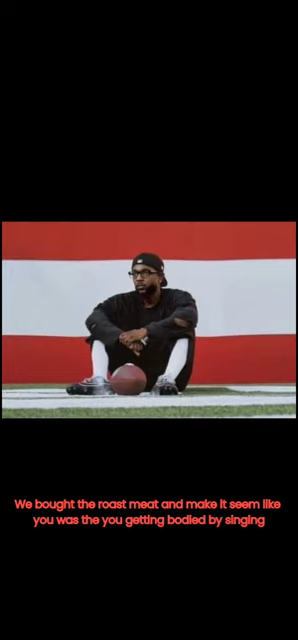 We bought the roast meat and make it seem like
you was the you getting bodied by singing